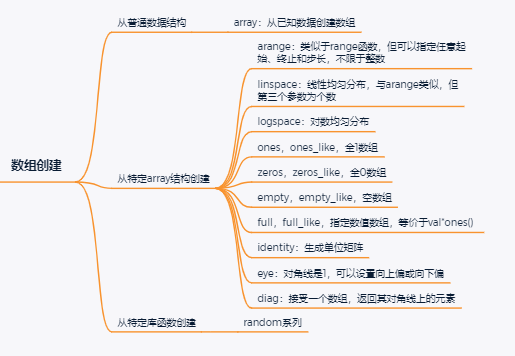 数组创建
从普通数据结构
array：从已知数据创建数组
从特定array结构创建
arange：类似于range函数，但可以指定任意起
始、终止和步长，不限于整数
linspace：线性均匀分布，与arange类似，但
第三个参数为个数
logspace：对数均匀分布
ones，ones_like，全1数组
zeros，zeros_like，全0数组
empty，empty_like，空数组
full，full_like，指定数值数组，等价于val*ones()
identity：生成单位矩阵
eye：对角线是1，可以设置向上偏或向下偏
diag：接受一个数组，返回其对角线上的元素
从特定库函数创建
random系列